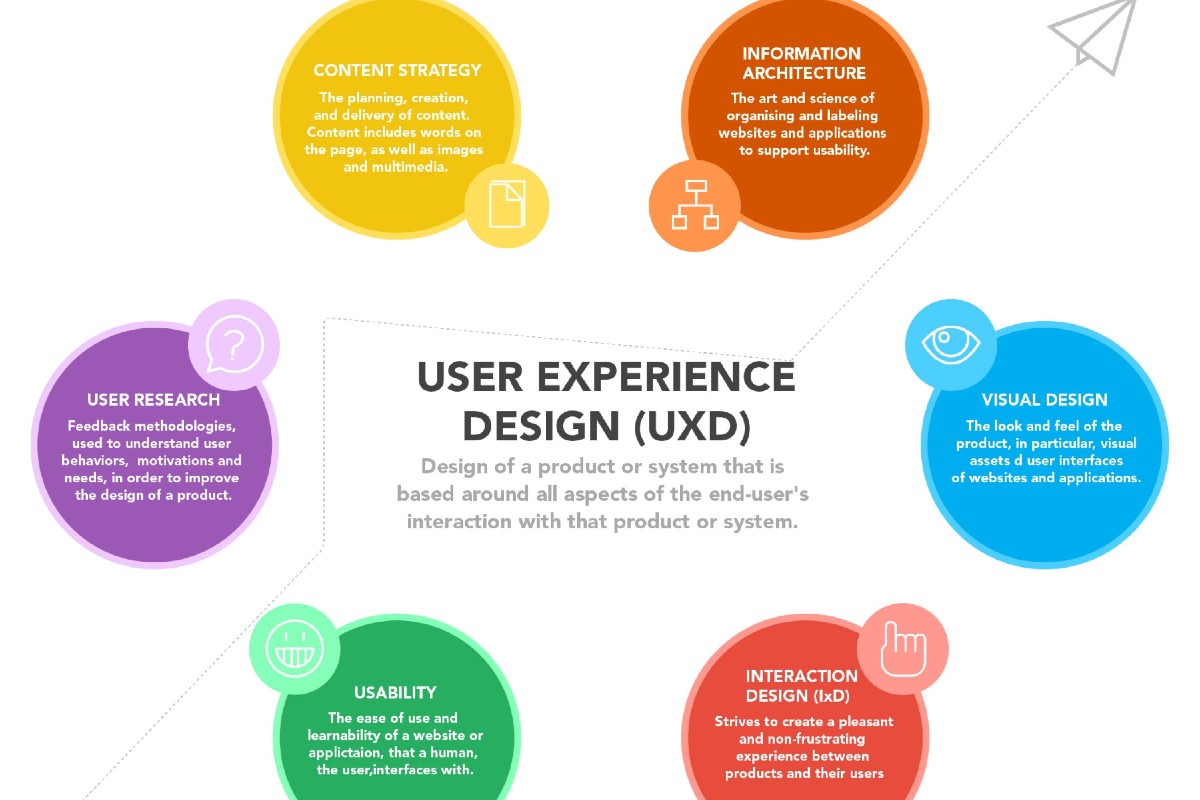 CONTENT STRATEGY
The planning, creation,
and delivery of content.
Content includes words on
the page, as well as images
and multimedia.
INFORMATION
ARCHITECTURE
The art and science of
organising and labeling
websites and applications
to support usability.
USER RESEARCH
Feedback methodologies,
used to understand user
behaviors, motivations and
needs, in order to improve
the design of a product.
?
USER EXPERIENCE
DESIGN (UXD)
Design of a product or system that is
based around all aspects of the end-user's
interaction with that product or system.
VISUAL DESIGN
The look and feel of the
product, in particular, visual
assets d user interfaces
of websites and applications.
USABILITY
The ease of use and
learnability of a website or
applictaion, that a human,
the user,interfaces with.
INTERACTION
DESIGN (IxD)
Strives to create a pleasant
and non-frustrating
experience between
products and their users